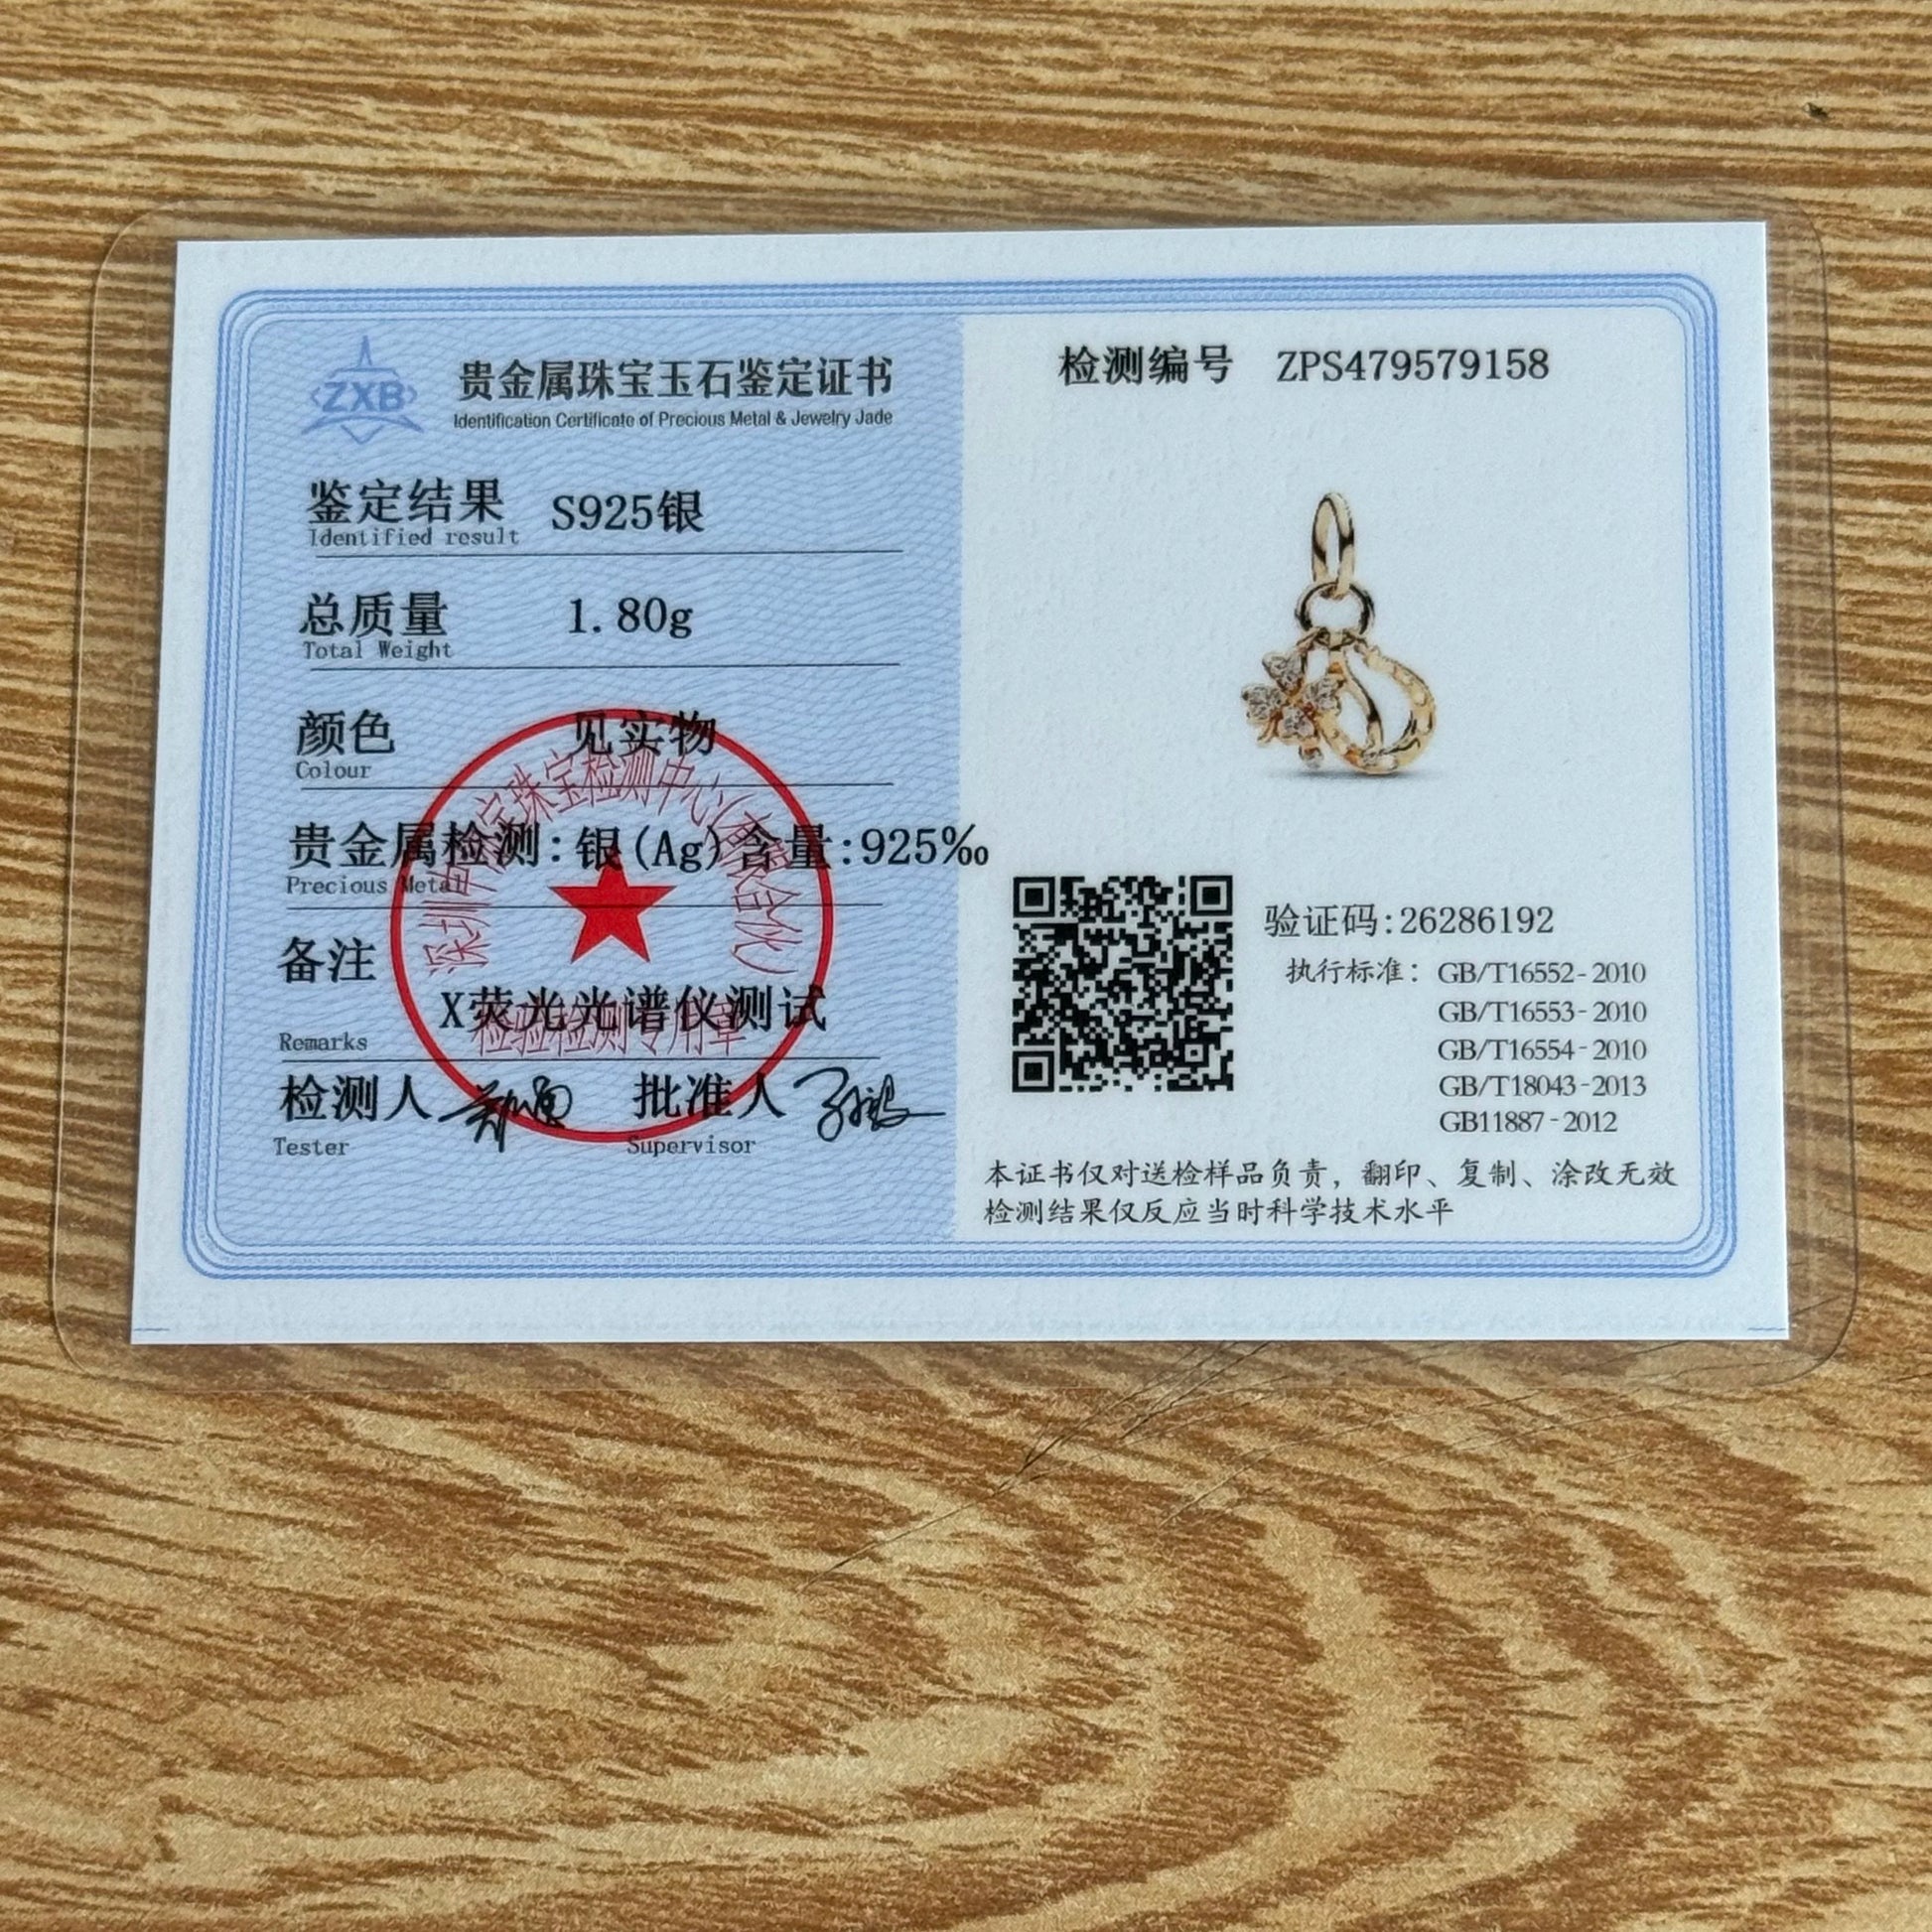 ZXB
贵金属珠宝玉石鉴定证书
Identification Certificate of Precious Metal & Jewelry Jade
鉴定结果 S925银
Identified result
总质量 1.80g
Total Weight
颜色 见实物
Colour
贵金属检测:银(Ag)含量:925‰
Precious Metal
备注
X荧光光谱仪测试
Remarks
检测人 批准人
Tester Supervisor
检验检测专用章
检测编号 ZPS479579158
验证码:26286192
执行标准: GB/T16552-2010
GB/T16553-2010
GB/T16554-2010
GB/T18043-2013
GB11887-2012
本证书仅对送检样品负责，翻印、复制、涂改无效
检测结果仅反应当时科学技术水平